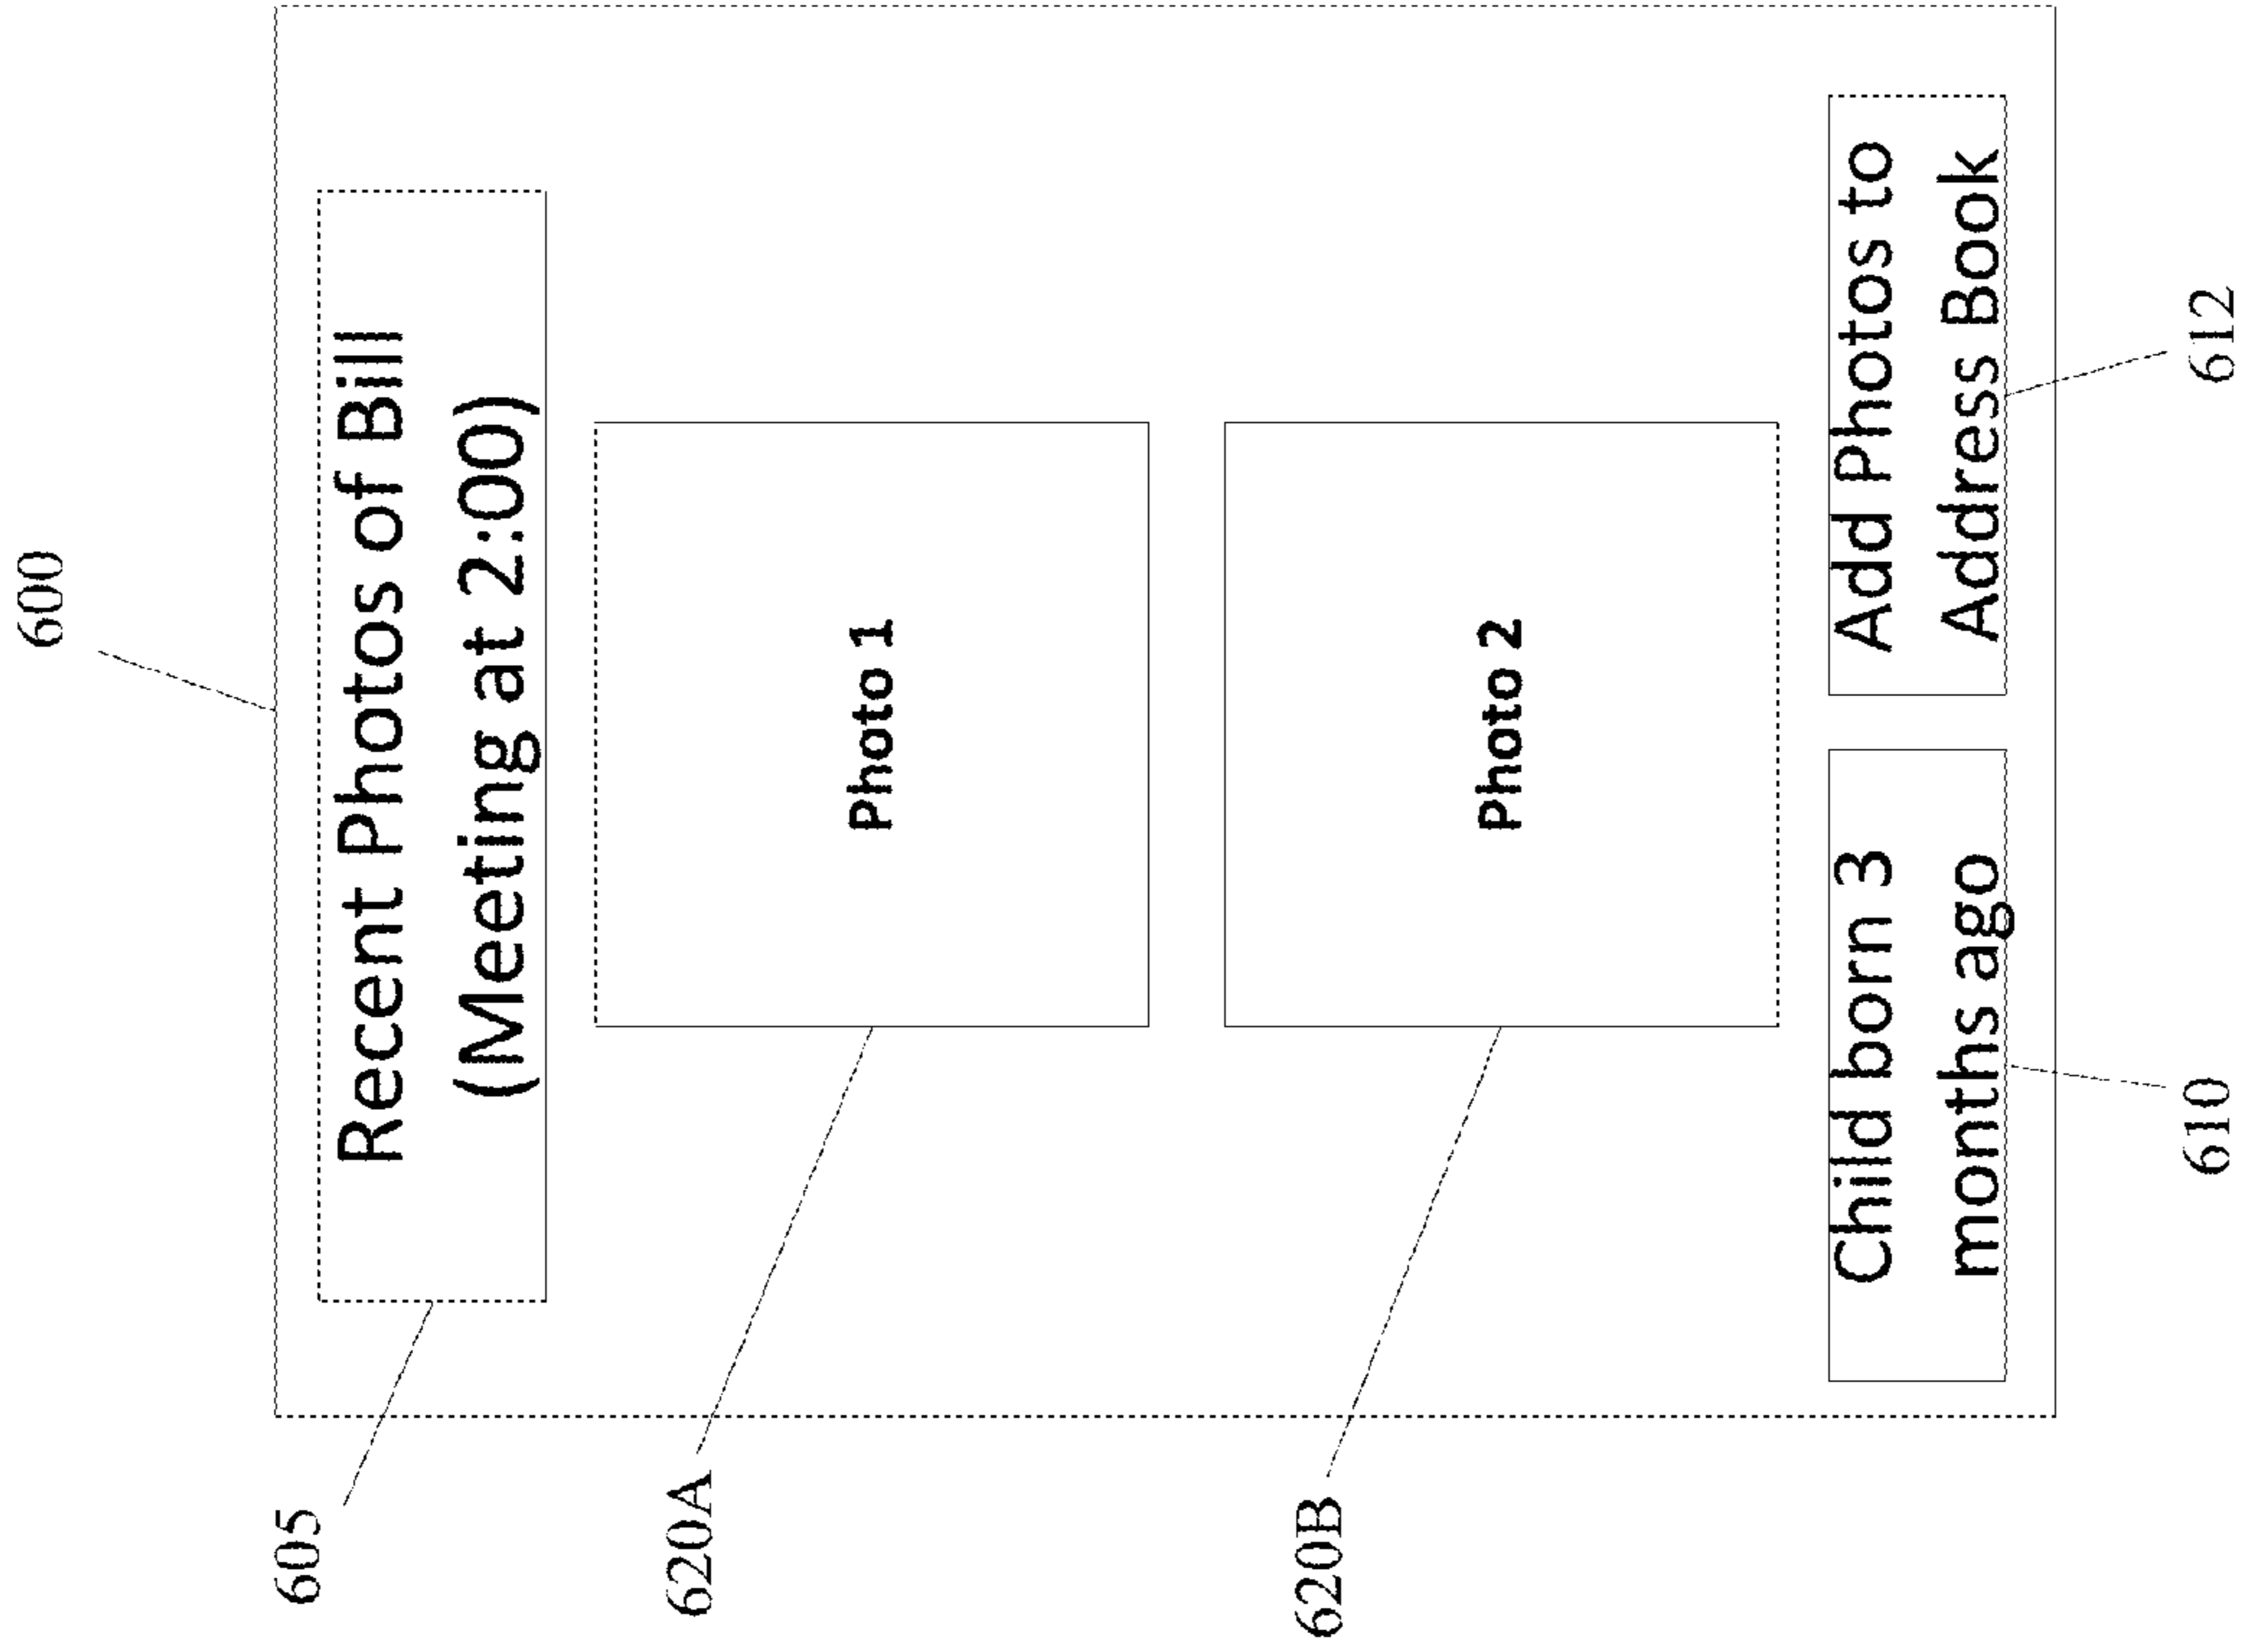 600
Recent Photos of Bill
(Meeting at 2:00)
605
Photo 1
620A
Photo 2
620B
Child born 3
months ago
Add Photos to
Address Book
610
612